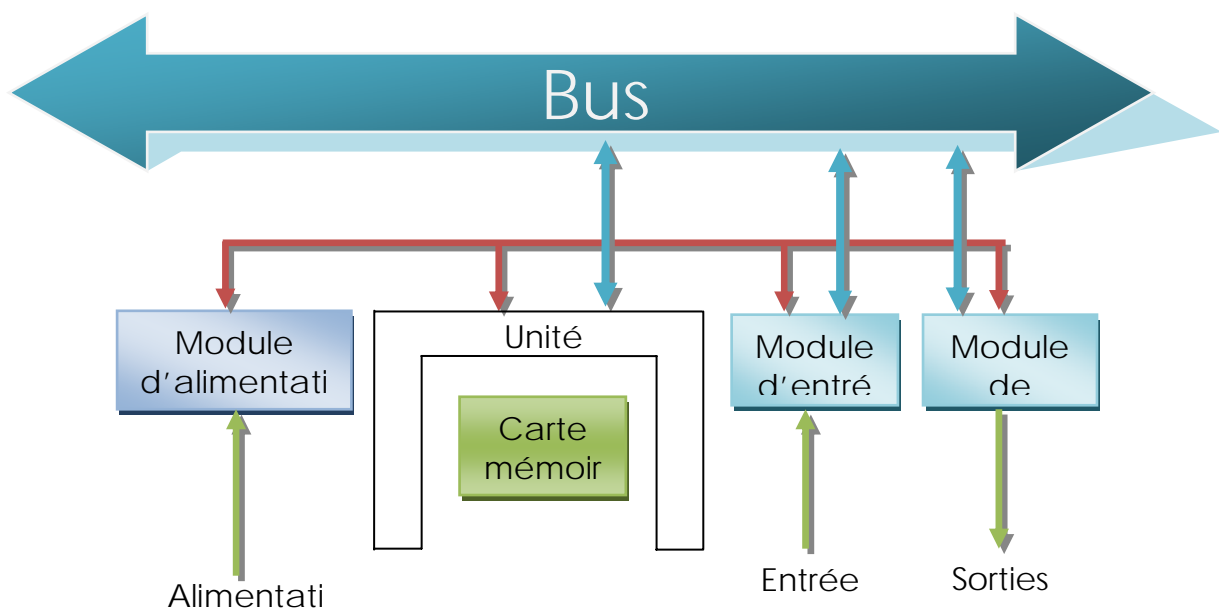 Bus
Module
d'alimentati
Unité
Carte
mémoir
Module
d'entré
Module
de
Alimentati
Entrée
Sorties